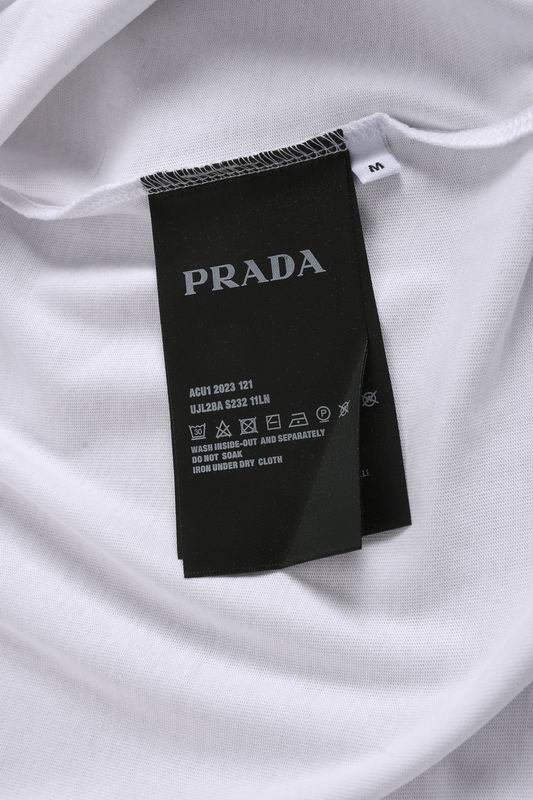 M
PRADA
ACU1 2023 121
UJL28A S232 11LN
30
P
WASH INSIDE-OUT AND SEPARATELY
DO NOT SOAK
IRON UNDER DRY CLOTH